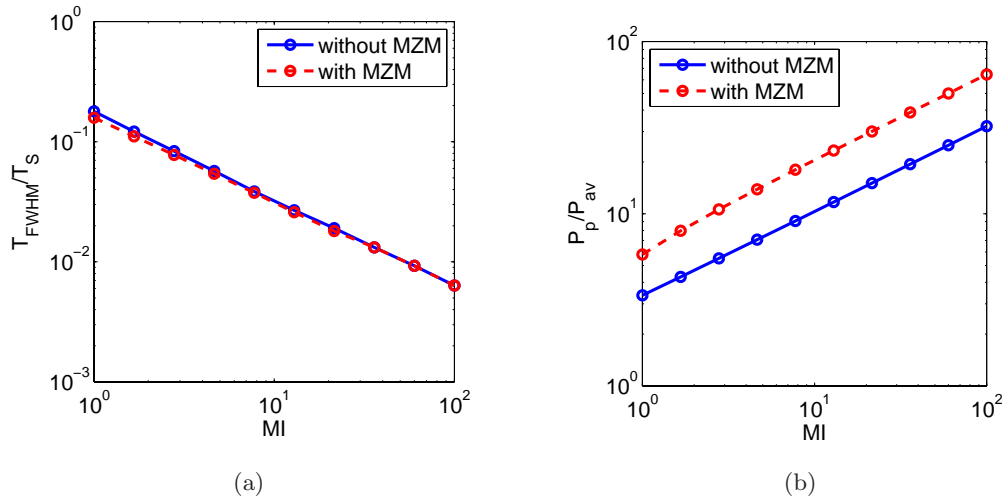 10^0
10^-1
10^-2
10^-3
T_FWHM/T_S
without MZM
with MZM
10^0
10^1
10^2
MI
(a)
10^2
10^1
10^0
P_p/P_av
without MZM
with MZM
10^0
10^1
10^2
MI
(b)